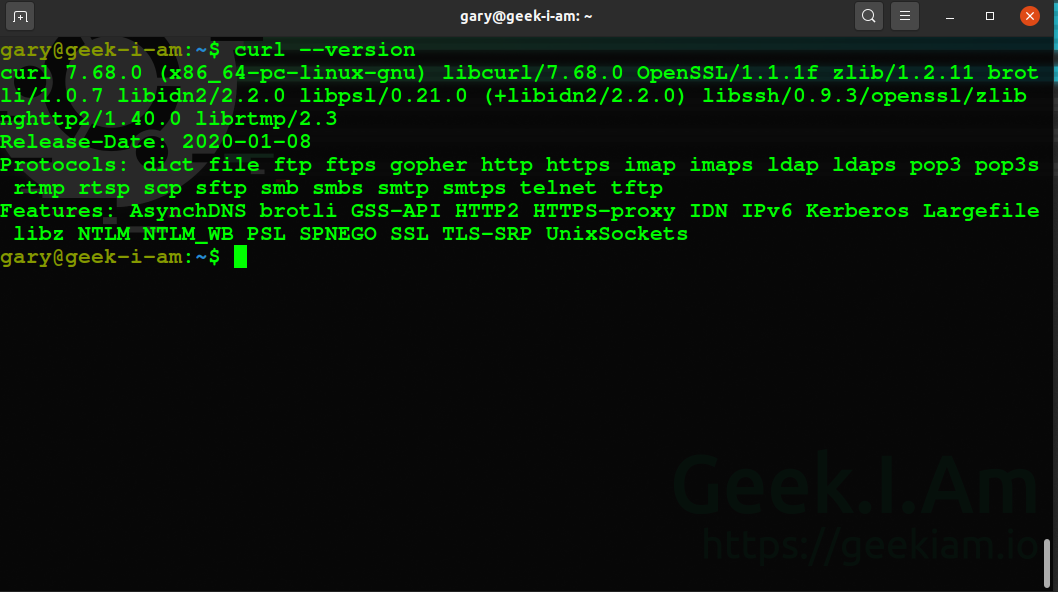 gary@geek-i-am: ~
gary@geek-i-am:~$ curl --version
curl 7.68.0 (x86_64-pc-linux-gnu) libcurl/7.68.0 OpenSSL/1.1.1f zlib/1.2.11 brot
li/1.0.7 libidn2/2.2.0 libpsl/0.21.0 (+libidn2/2.2.0) libssh/0.9.3/openssl/zlib
nghttp2/1.40.0 librtmp/2.3
Release-Date: 2020-01-08
Protocols: dict file ftp ftps gopher http https imap imaps ldap ldaps pop3 pop3s
 rtmp rtsp scp sftp smb smbs smtp smtps telnet tftp
Features: AsynchDNS brotli GSS-API HTTP2 HTTPS-proxy IDN IPv6 Kerberos Largefile
 libz NTLM NTLM_WB PSL SPNEGO SSL TLS-SRP UnixSockets
gary@geek-i-am:~$
Geek.I.Am
https://geekiam.io